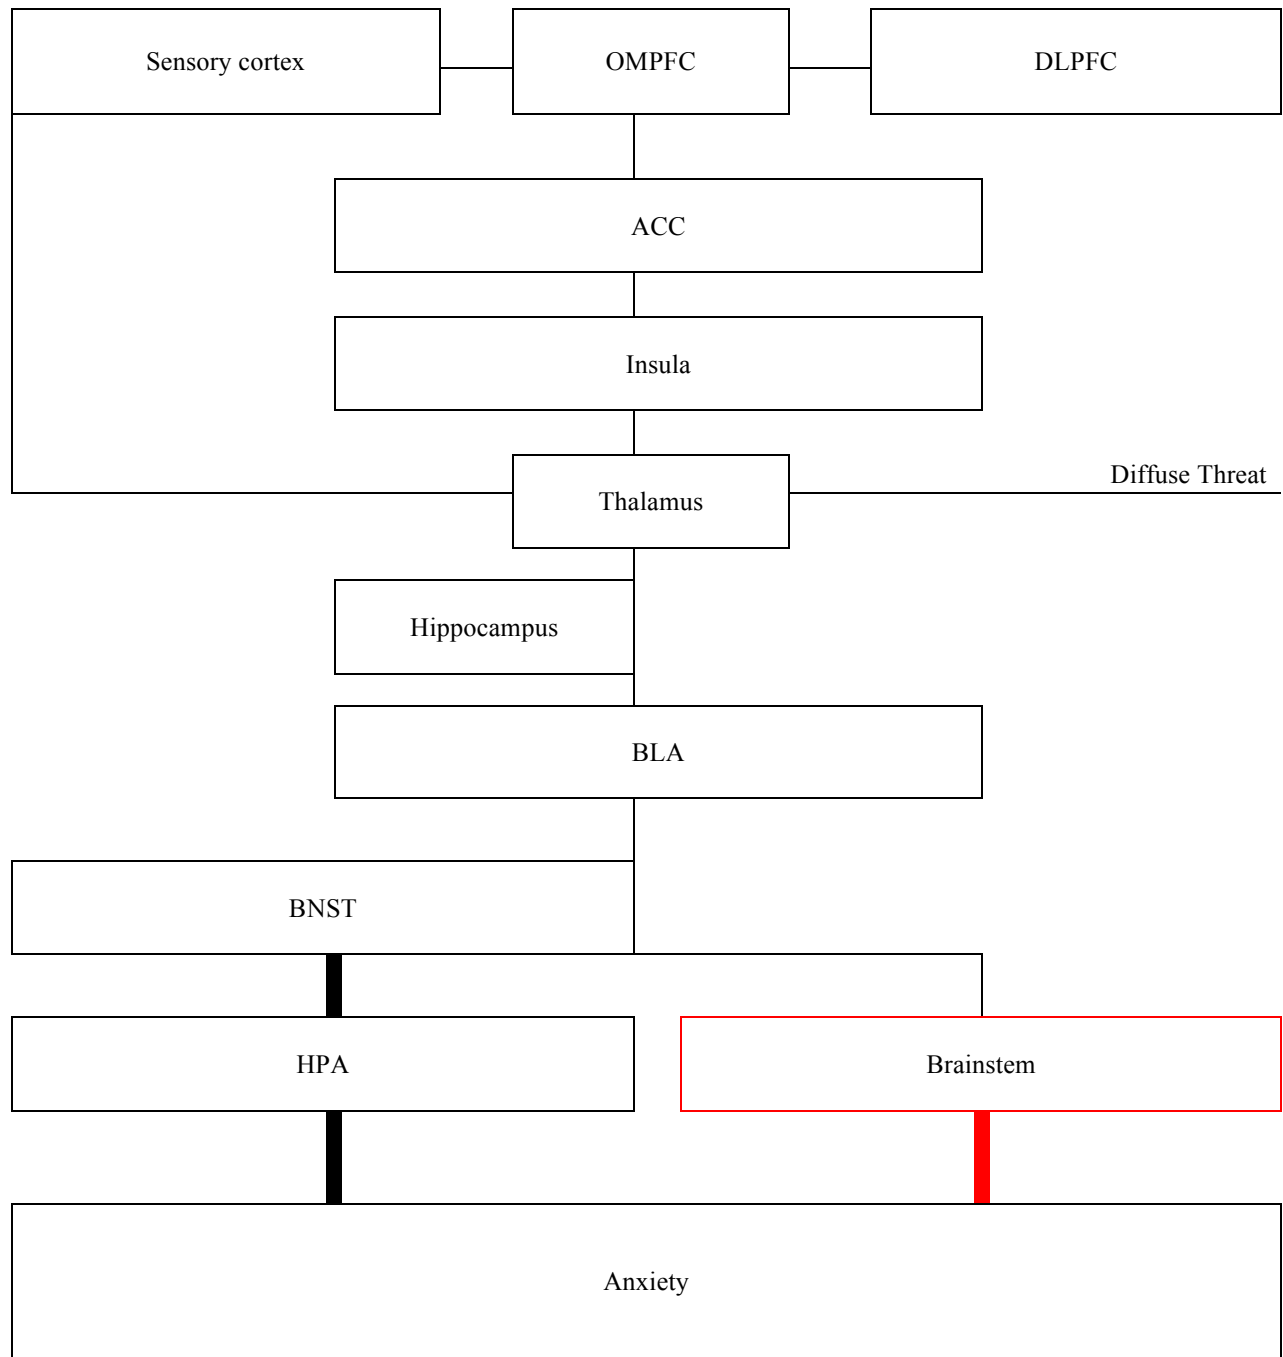 Sensory cortex
OMPFC
DLPFC
ACC
Insula
Diffuse Threat
Thalamus
Hippocampus
BLA
BNST
HPA
Brainstem
Anxiety